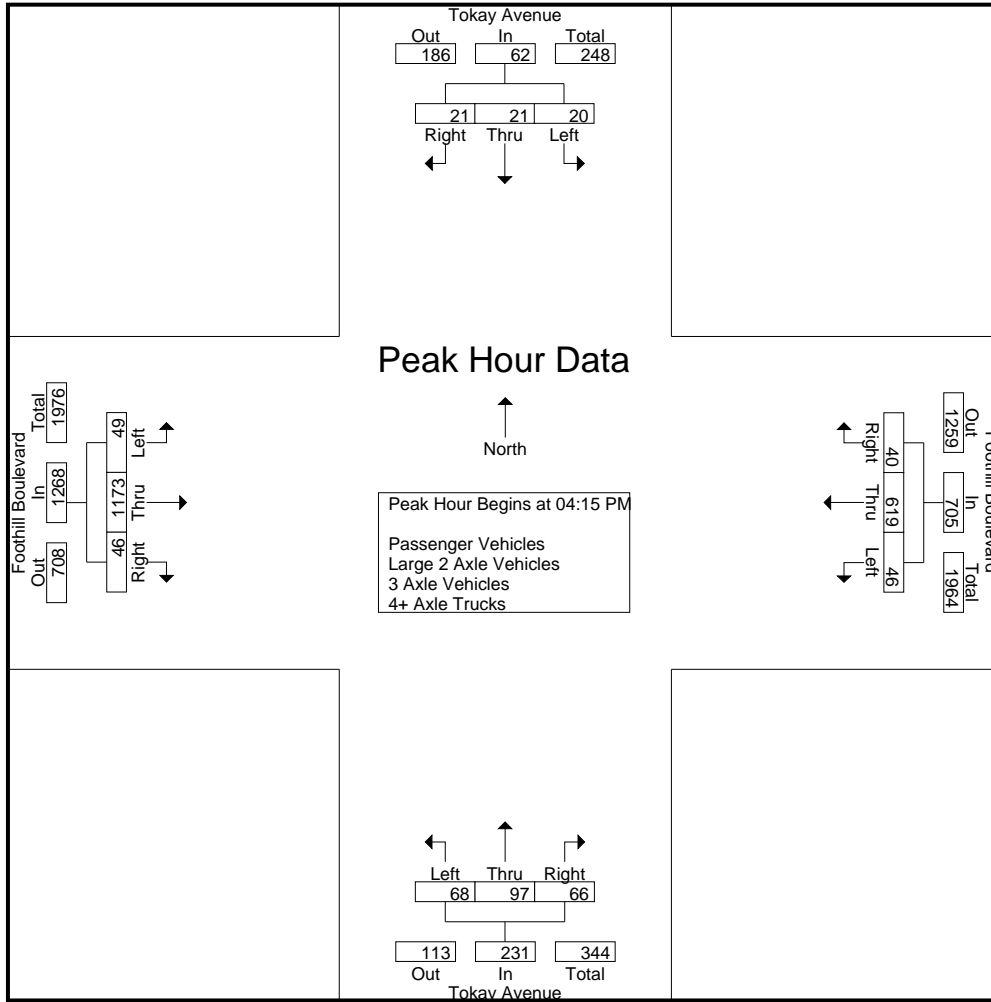 Tokay Avenue
Out In Total
186 62 248
21 21 20
Right Thru Left
Peak Hour Data
North
Peak Hour Begins at 04:15 PM
Passenger Vehicles
Large 2 Axle Vehicles
3 Axle Vehicles
4+ Axle Trucks
Foothill Boulevard
Out In Total
708 1268 1976
46 1173 49
Right Thru Left
Foothill Boulevard
Out In Total
1259 705 1964
40 619 46
Right Thru Left
Left Thru Right
68 97 66
113 231 344
Out In Total
Tokay Avenue